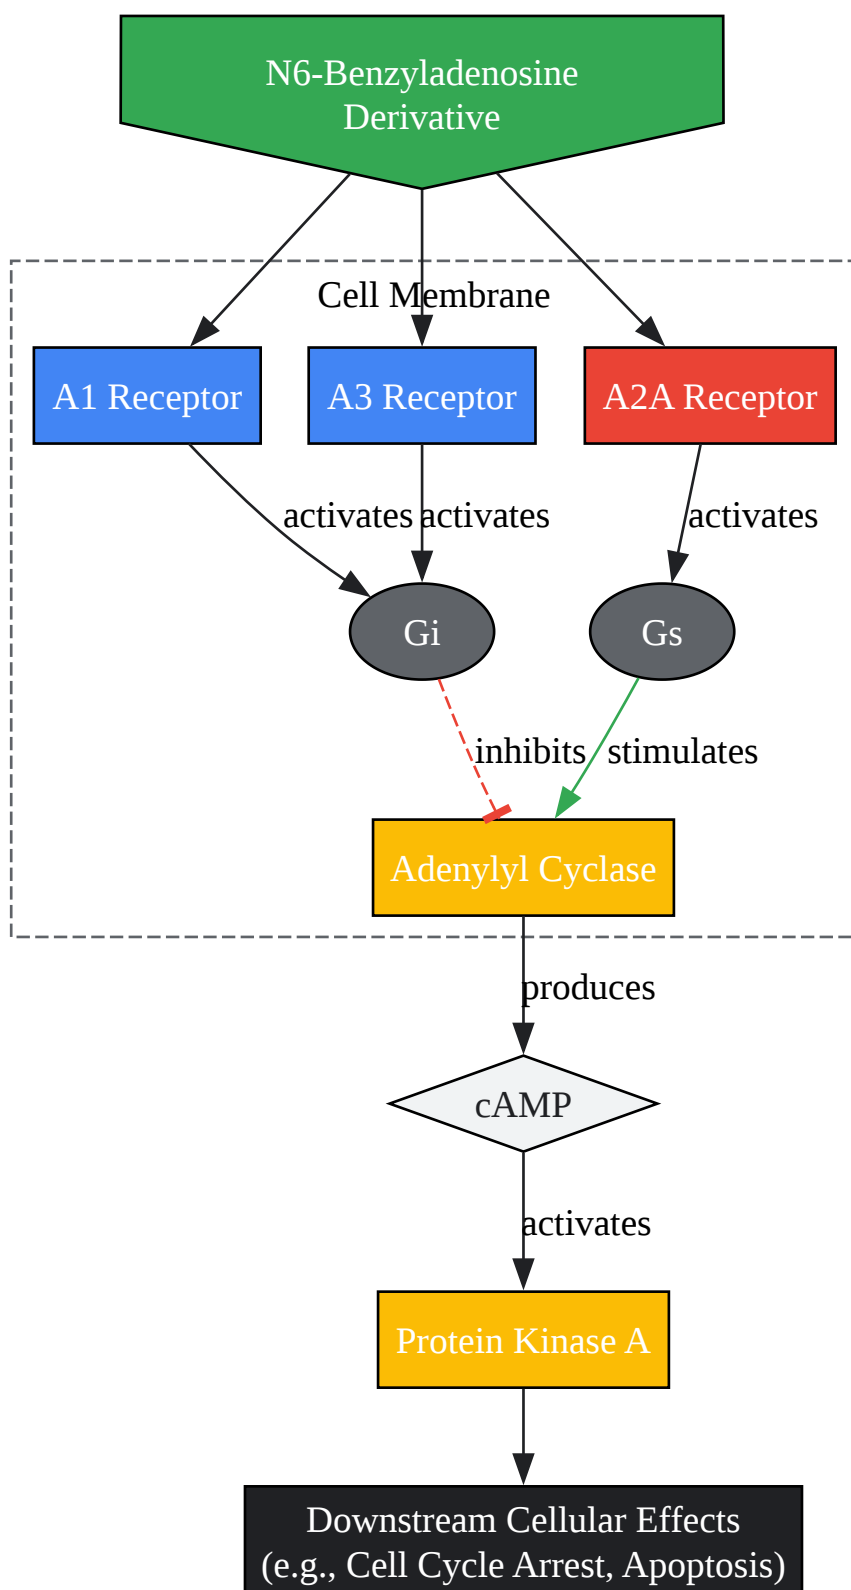 N6-Benzyladenosine
Derivative
Cell Membrane
A1 Receptor
A3 Receptor
A2A Receptor
activates
activates
activates
Gi
Gs
inhibits
stimulates
Adenylyl Cyclase
produces
cAMP
activates
Protein Kinase A
Downstream Cellular Effects
(e.g., Cell Cycle Arrest, Apoptosis)